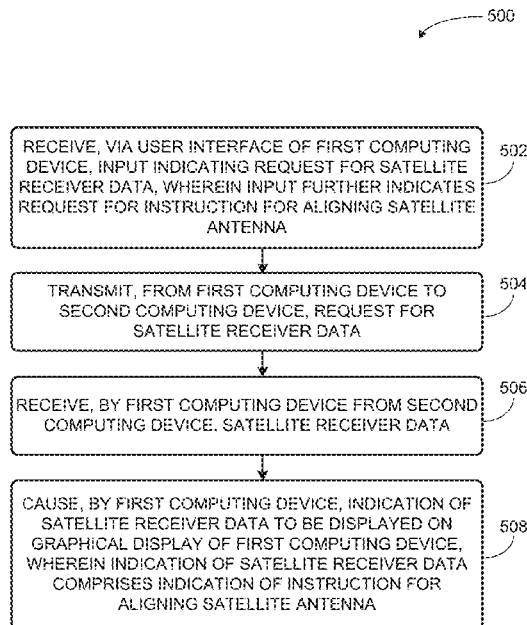 500
RECEIVE, VIA USER INTERFACE OF FIRST COMPUTING
DEVICE, INPUT INDICATING REQUEST FOR SATELLITE
RECEIVER DATA, WHEREIN INPUT FURTHER INDICATES
REQUEST FOR INSTRUCTION FOR ALIGNING SATELLITE
ANTENNA
502
TRANSMIT, FROM FIRST COMPUTING DEVICE TO
SECOND COMPUTING DEVICE, REQUEST FOR
SATELLITE RECEIVER DATA
504
RECEIVE, BY FIRST COMPUTING DEVICE FROM SECOND
COMPUTING DEVICE, SATELLITE RECEIVER DATA
506
CAUSE, BY FIRST COMPUTING DEVICE, INDICATION OF
SATELLITE RECEIVER DATA TO BE DISPLAYED ON
GRAPHICAL DISPLAY OF FIRST COMPUTING DEVICE,
WHEREIN INDICATION OF SATELLITE RECEIVER DATA
COMPRISES INDICATION OF INSTRUCTION FOR
ALIGNING SATELLITE ANTENNA
508